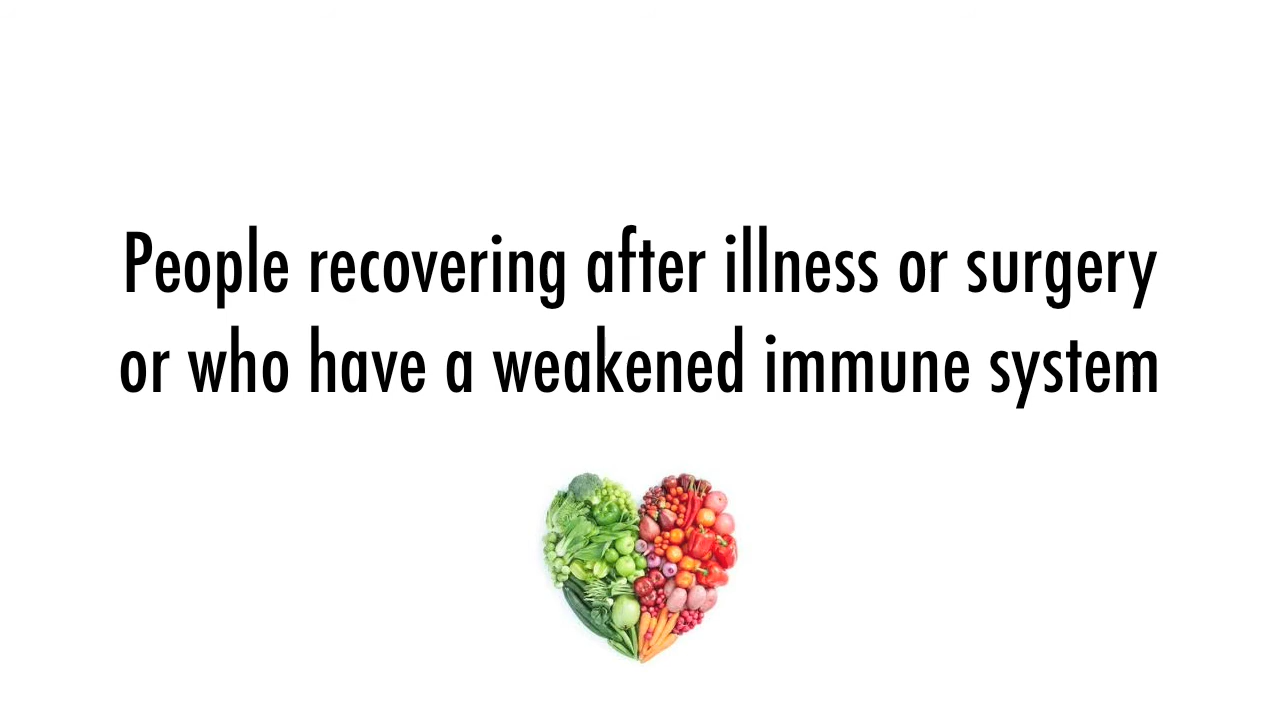 People recovering after illness or surgery
or who have a weakened immune system